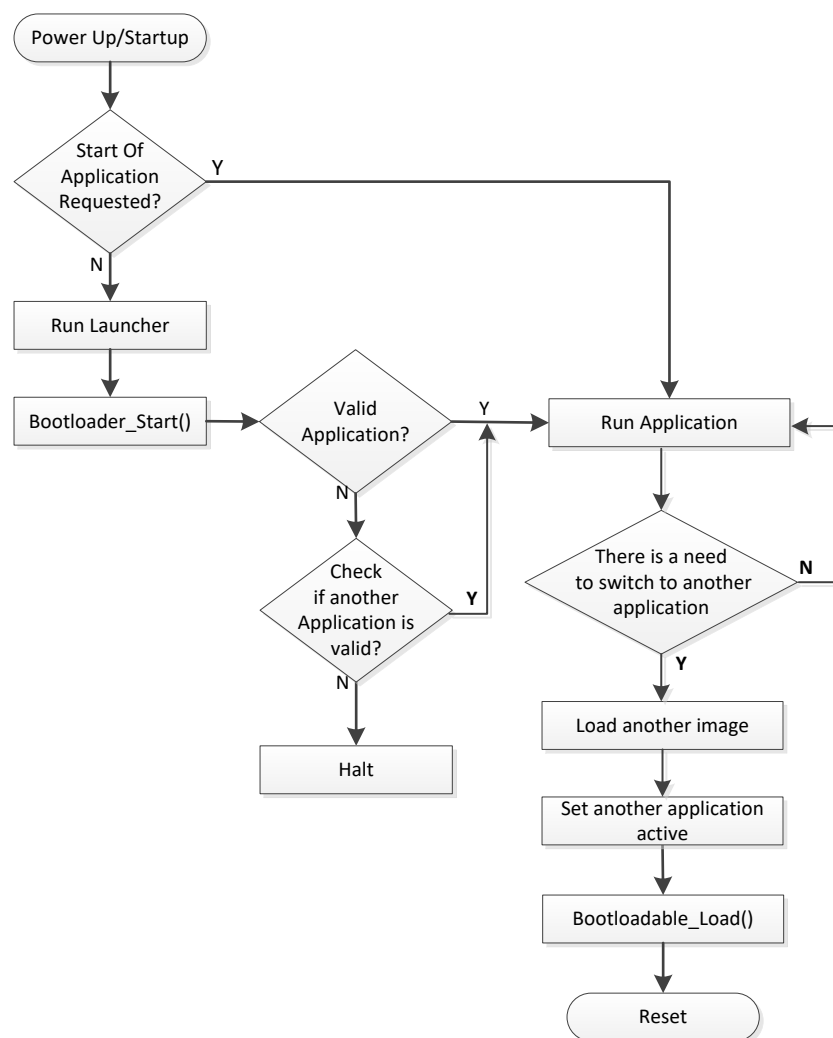 Power Up/Startup
Start Of
Application
Requested?
Y
N
Run Launcher
Bootloader_Start()
Valid
Application?
Y
Run Application
N
Check
if another
Application is
valid?
Y
N
Halt
There is a need
to switch to another
application
N
Y
Load another image
Set another application
active
Bootloadable_Load()
Reset